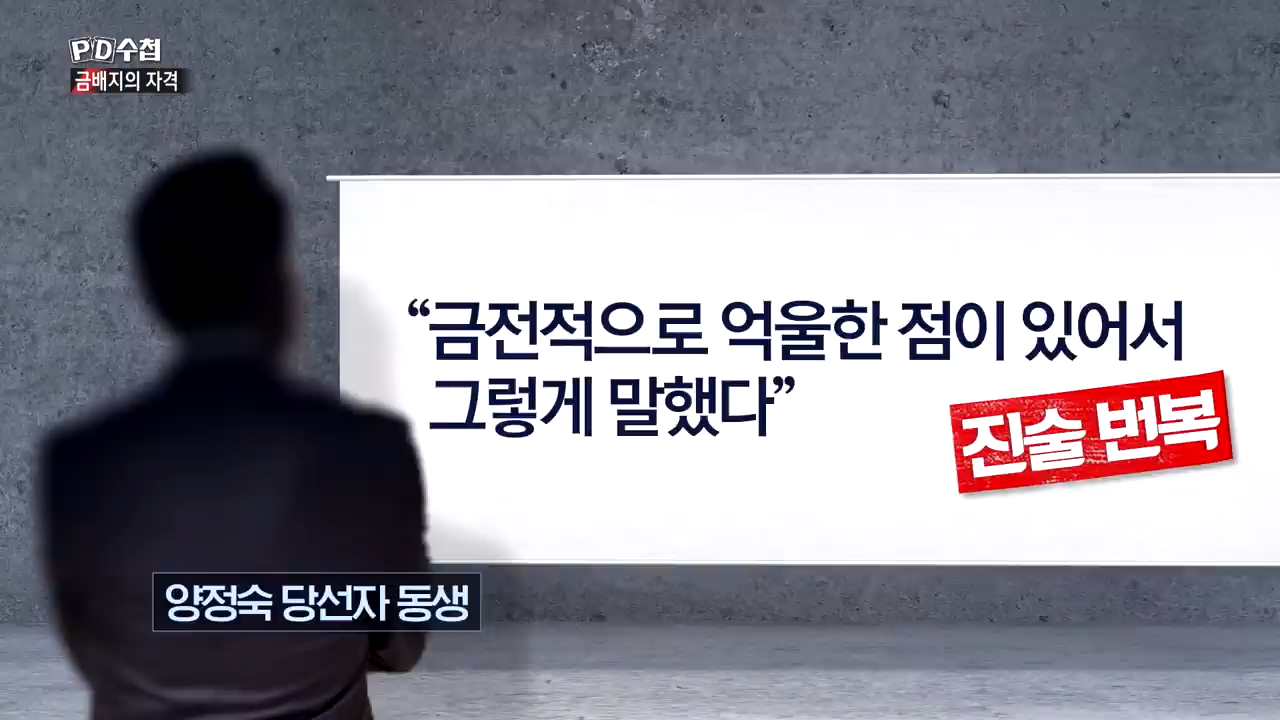 PD수첩
금배지의 자격
“금전적으로 억울한 점이 있어서
그렇게 말했다”
진술 번복
양정숙 당선자 동생